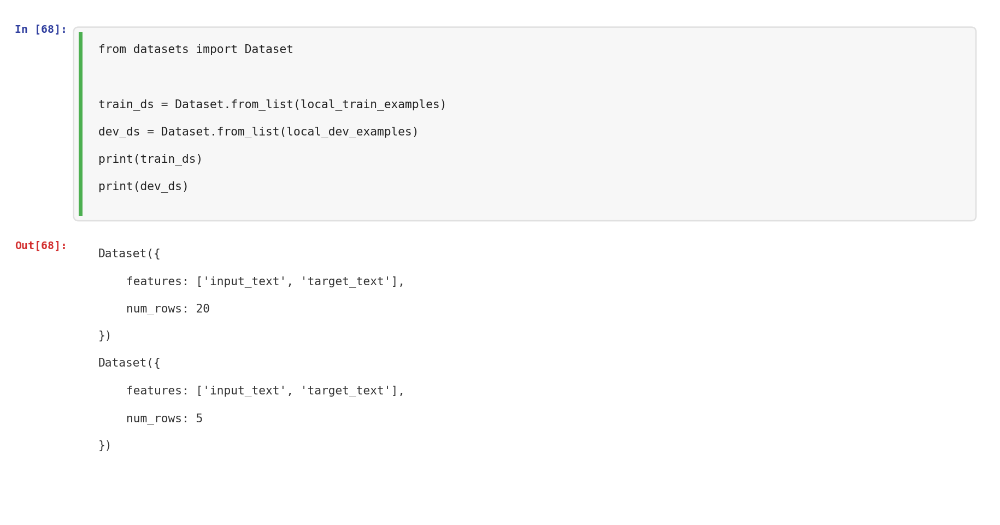 In [68]:
from datasets import Dataset
train_ds = Dataset.from_list(local_train_examples)
dev_ds = Dataset.from_list(local_dev_examples)
print(train_ds)
print(dev_ds)
Out[68]:
Dataset({
    features: ['input_text', 'target_text'],
    num_rows: 20
})
Dataset({
    features: ['input_text', 'target_text'],
    num_rows: 5
})